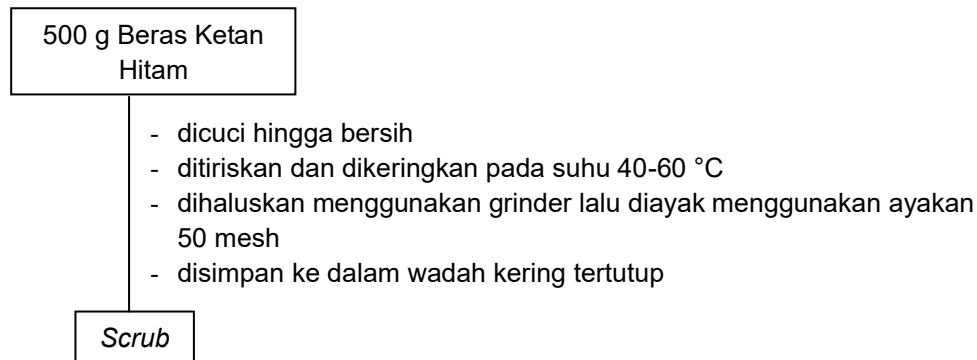 500 g Beras Ketan
Hitam
- dicuci hingga bersih
- ditiriskan dan dikeringkan pada suhu 40-60 °C
- dihaluskan menggunakan grinder lalu diayak menggunakan ayakan
50 mesh
- disimpan ke dalam wadah kering tertutup
Scrub